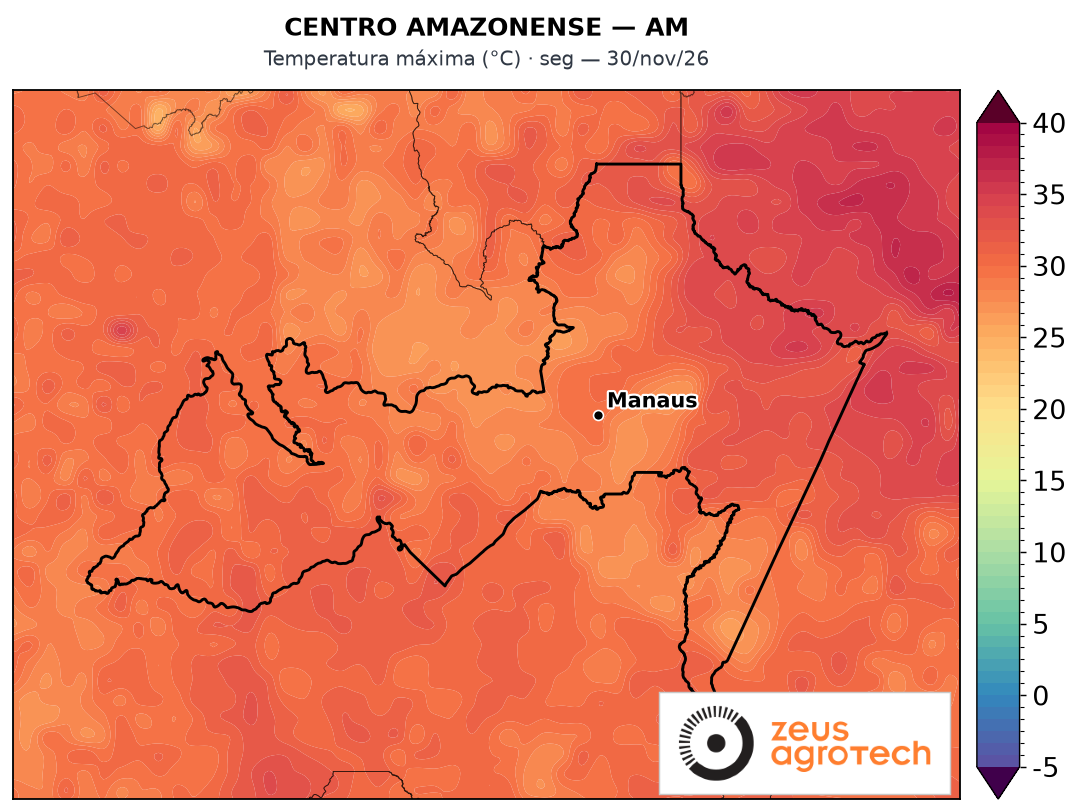 CENTRO AMAZONENSE — AM
Temperatura máxima (°C) · seg — 30/nov/26
40
35
30
25
20
15
10
5
0
-5
Manaus
zeus
agrotech